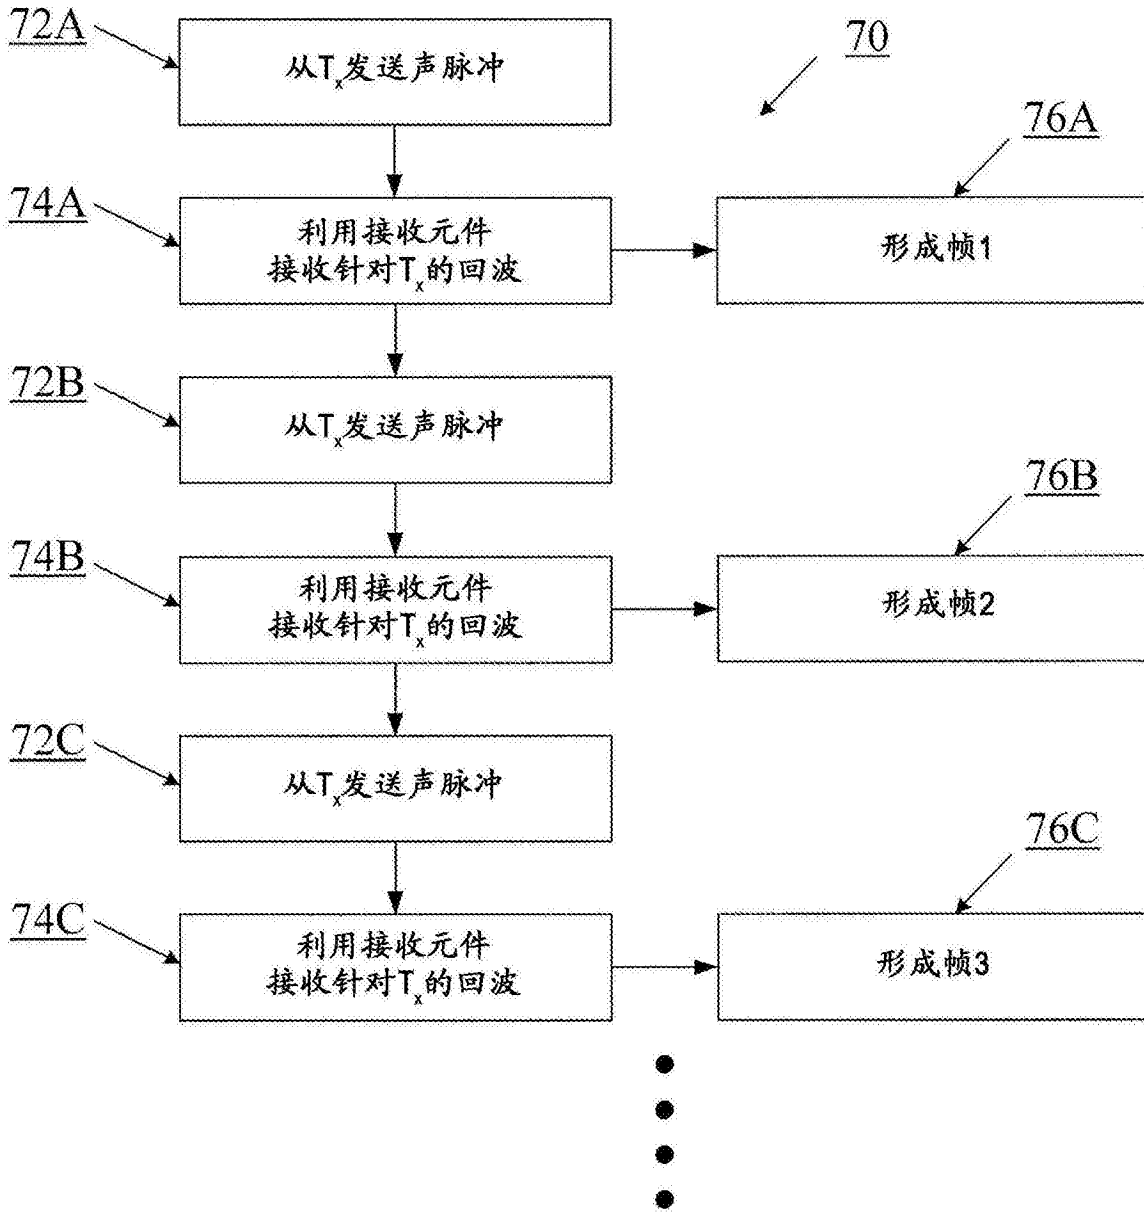 72A
从Tx发送声脉冲
70
76A
74A
利用接收元件
接收针对Tx的回波
形成帧1
72B
从Tx发送声脉冲
76B
74B
利用接收元件
接收针对Tx的回波
形成帧2
72C
从Tx发送声脉冲
76C
74C
利用接收元件
接收针对Tx的回波
形成帧3